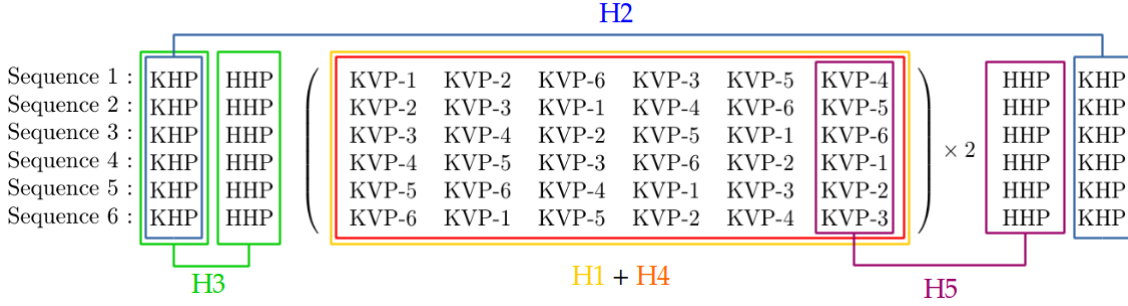 H2
Sequence 1 : KHP HHP KVP-1 KVP-2 KVP-6 KVP-3 KVP-5 KVP-4 HHP KHP
Sequence 2 : KHP HHP KVP-2 KVP-3 KVP-1 KVP-4 KVP-6 KVP-5 HHP KHP
Sequence 3 : KHP HHP KVP-3 KVP-4 KVP-2 KVP-5 KVP-1 KVP-6 HHP KHP
Sequence 4 : KHP HHP KVP-4 KVP-5 KVP-3 KVP-6 KVP-2 KVP-1 × 2 HHP KHP
Sequence 5 : KHP HHP KVP-5 KVP-6 KVP-4 KVP-1 KVP-3 KVP-2 HHP KHP
Sequence 6 : KHP HHP KVP-6 KVP-1 KVP-5 KVP-2 KVP-4 KVP-3 HHP KHP
H3 H1 + H4 H5